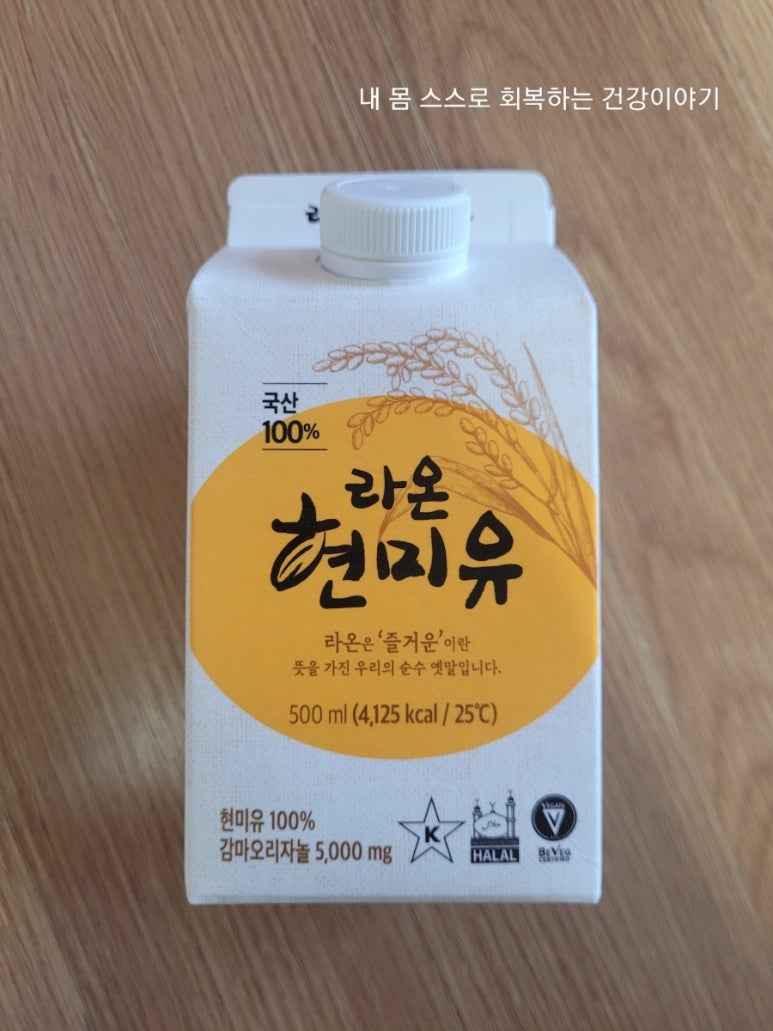 내 몸 스스로 회복하는 건강이야기
국산
100%
라온
현미유
라온은 '즐거운'이란
뜻을 가진 우리의 순수 옛말입니다.
500 ml (4,125 kcal / 25℃)
현미유 100%
감마오리자놀 5,000 mg
K
حلال
HALAL
VEGAN
V
BEVEG
CERTIFIED